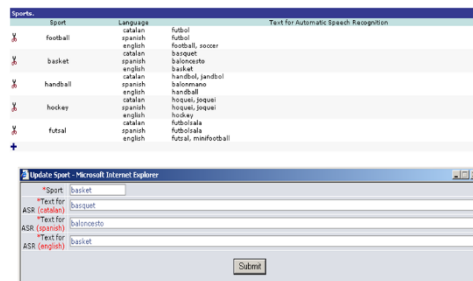 Sports.
Sport Language Text for Automatic Speech Recognition
catalan futbol
football spanish futbol
english football, soccer
catalan basquet
basket spanish baloncesto
english basket
catalan handbol, jandbol
handball spanish balonmano
english handball
catalan hoquei, joquei
hockey spanish hoquei, joquei
english hockey
catalan futbolsala
futsal spanish futbolsala
english futsal, minifootball
Update Sport - Microsoft Internet Explorer
*Sport basket
*Text for ASR (catalan) basquet
*Text for ASR (spanish) baloncesto
*Text for ASR (english) basket
Submit